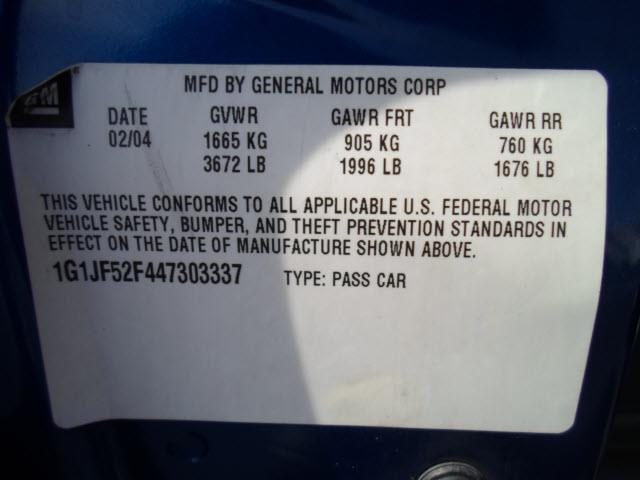 GM
MFD BY GENERAL MOTORS CORP
DATE GVWR GAWR FRT GAWR RR
02/04 1665 KG 905 KG 760 KG
3672 LB 1996 LB 1676 LB
THIS VEHICLE CONFORMS TO ALL APPLICABLE U.S. FEDERAL MOTOR
VEHICLE SAFETY, BUMPER, AND THEFT PREVENTION STANDARDS IN
EFFECT ON THE DATE OF MANUFACTURE SHOWN ABOVE.
1G1JF52F447303337 TYPE: PASS CAR